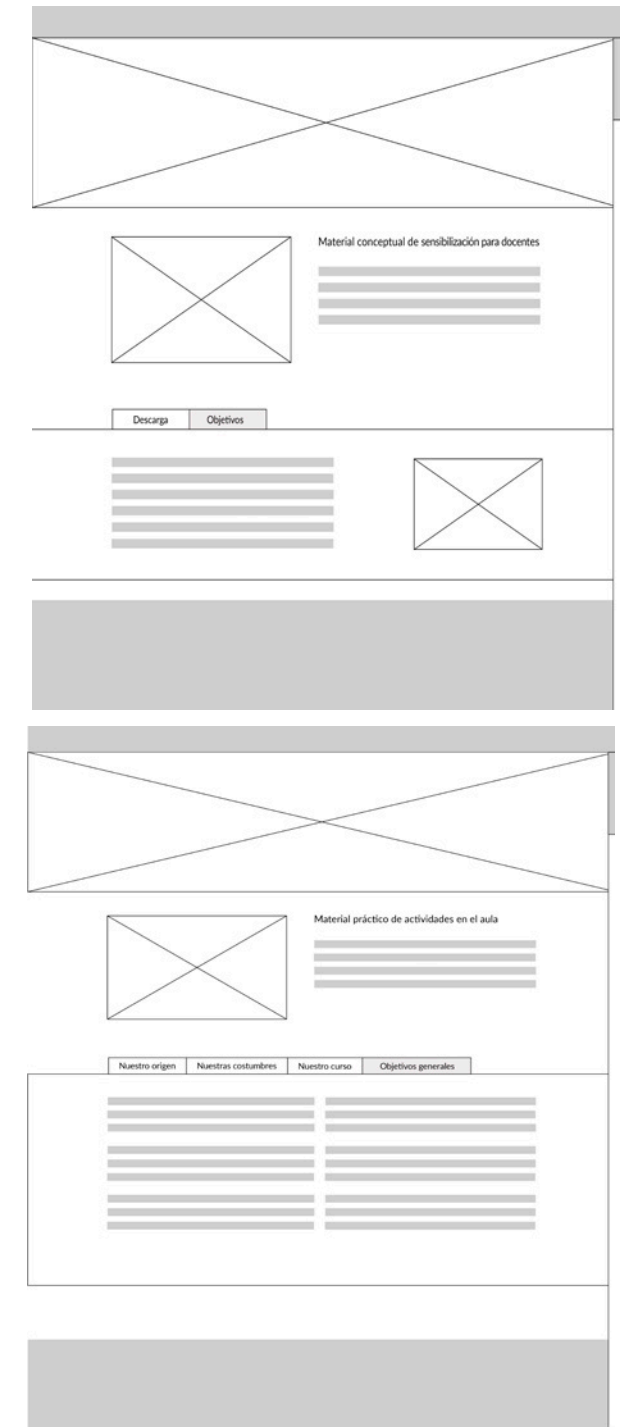 Material conceptual de sensibilización para docentes
Descarga Objetivos
Material práctico de actividades en el aula
Nuestro origen Nuestras costumbres Nuestro curso Objetivos generales